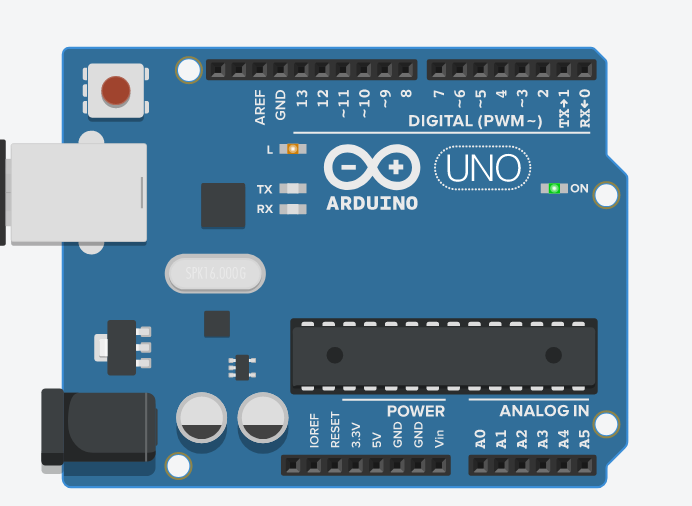 AREF
GND
13
12
~11
~10
~9
8
7
~6
~5
4
~3
2
TX→1
RX←0
DIGITAL (PWM~)
L
TX
RX
ARDUINO
UNO
ON
SPK16.000G
POWER
ANALOG IN
IOREF
RESET
3.3V
5V
GND
GND
Vin
A0
A1
A2
A3
A4
A5